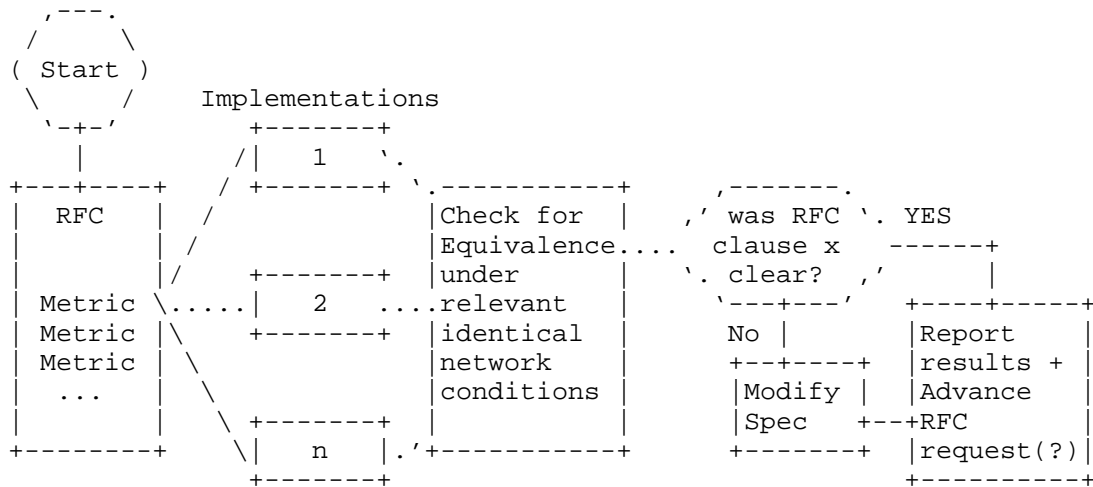 Start
Implementations
1
RFC
Metric
Metric
Metric
...
2
n
Check for
Equivalence
under
relevant
identical
network
conditions
was RFC
clause x
clear?
YES
No
Modify
Spec
Report
results +
Advance
RFC
request(?)